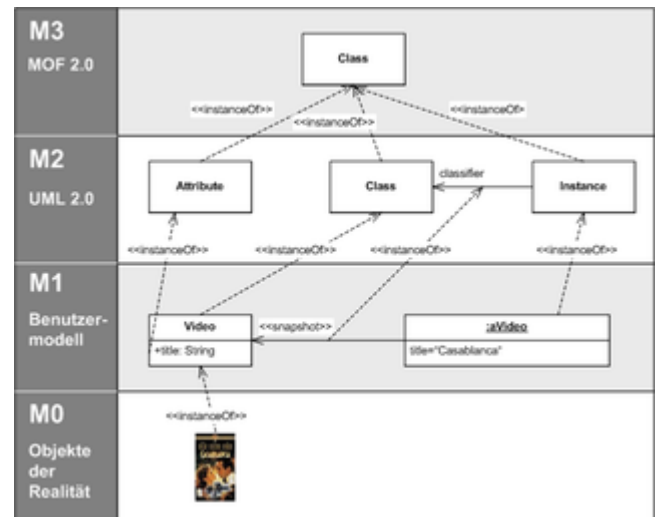 M3
MOF 2.0
Class
<<instanceOf>>
<<instanceOf>>
<<instanceOf>
M2
UML 2.0
Attribute
Class
classifier
Instance
<<instanceOf>>
<<instanceOf>>
<<instanceOf>>
<<instanceOf>>
M1
Benutzer-
modell
Video
+title: String
<<snapshot>>
:aVideo
title="Casablanca"
M0
Objekte
der
Realität
<<instanceOf>>